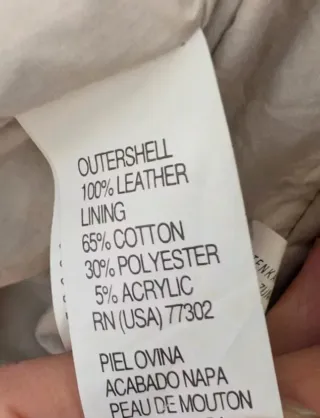 OUTERSHELL
100% LEATHER
LINING
65% COTTON
30% POLYESTER
5% ACRYLIC
RN (USA) 77302
PIEL OVINA
ACABADO NAPA
PEAU DE MOUTON